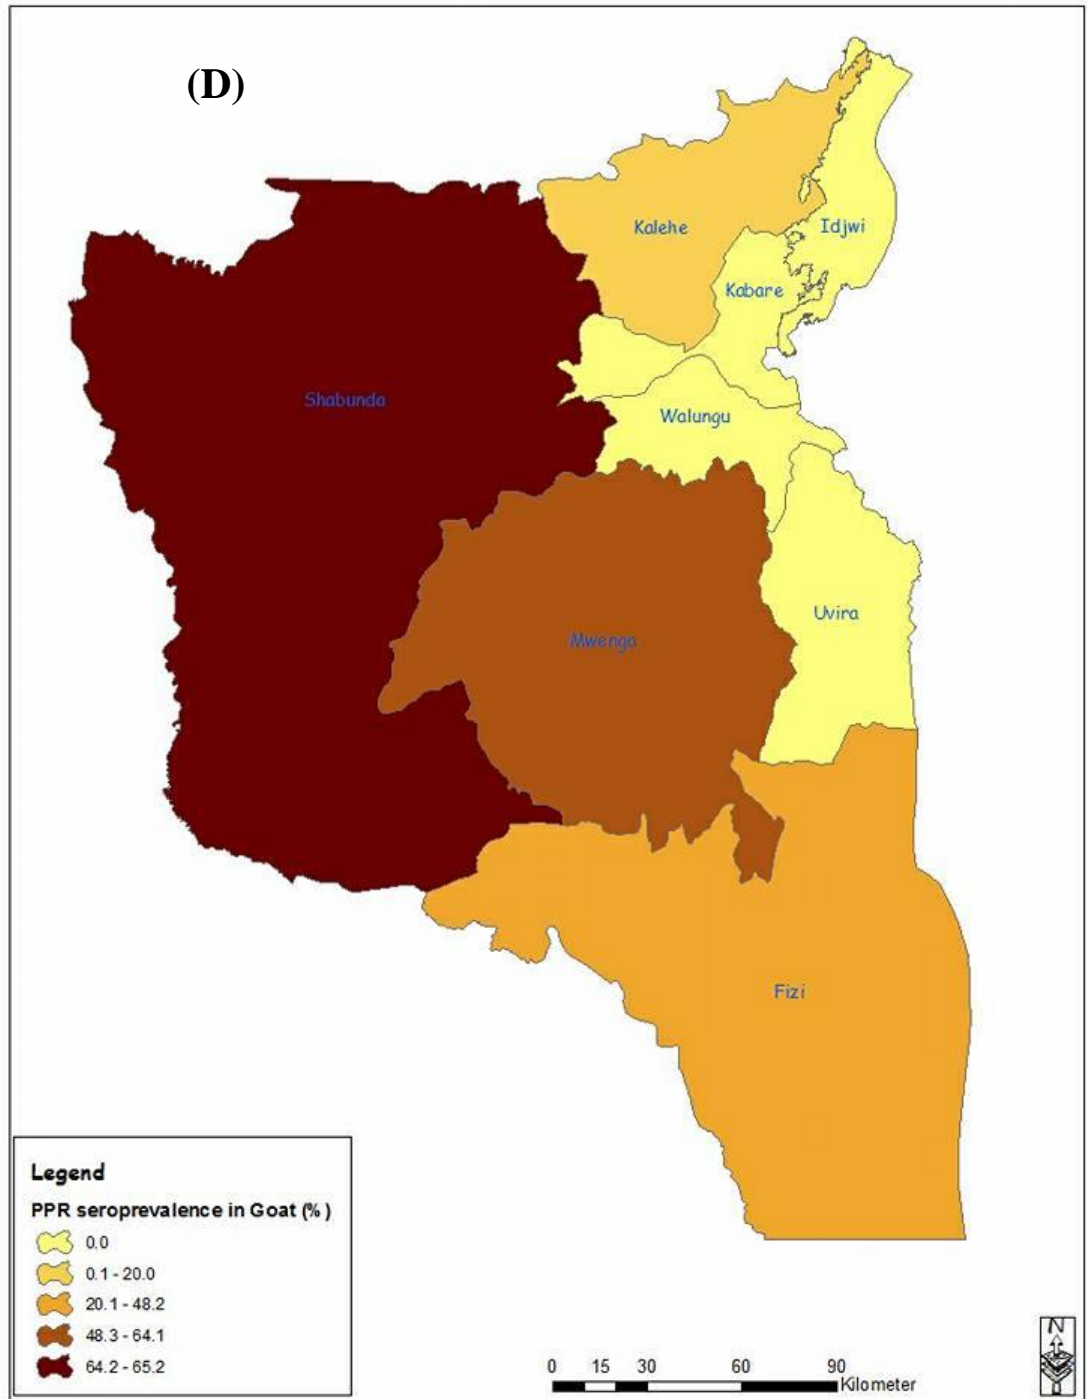 (D)
Kalehe
Idjwi
Kabare
Shabunda
Walungu
Uvira
Mwenga
Fizi
Legend
PPR seroprevalence in Goat (%)
0.0
0.1 - 20.0
20.1 - 48.2
48.3 - 64.1
64.2 - 65.2
N
0 15 30 60 90
Kilometer